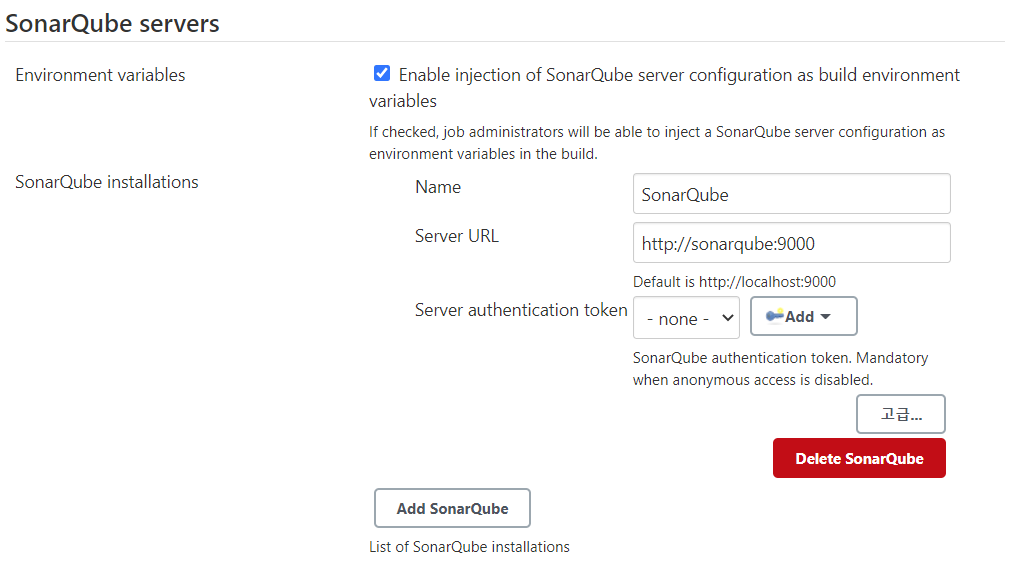 SonarQube servers
Environment variables
Enable injection of SonarQube server configuration as build environment
variables
If checked, job administrators will be able to inject a SonarQube server configuration as
environment variables in the build.
SonarQube installations
Name
SonarQube
Server URL
http://sonarqube:9000
Default is http://localhost:9000
Server authentication token
- none -
Add
SonarQube authentication token. Mandatory
when anonymous access is disabled.
고급...
Delete SonarQube
Add SonarQube
List of SonarQube installations